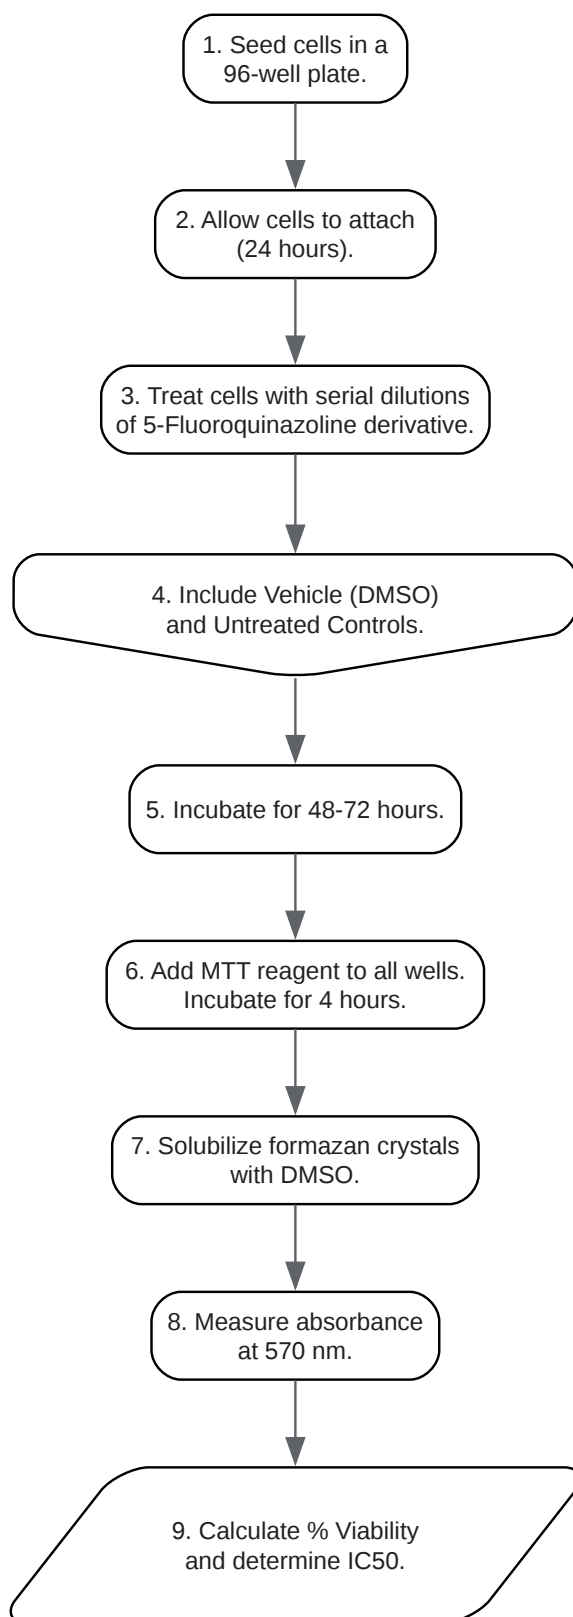 1. Seed cells in a
96-well plate.
2. Allow cells to attach
(24 hours).
3. Treat cells with serial dilutions
of 5-Fluoroquinazoline derivative.
4. Include Vehicle (DMSO)
and Untreated Controls.
5. Incubate for 48-72 hours.
6. Add MTT reagent to all wells.
Incubate for 4 hours.
7. Solubilize formazan crystals
with DMSO.
8. Measure absorbance
at 570 nm.
9. Calculate % Viability
and determine IC50.